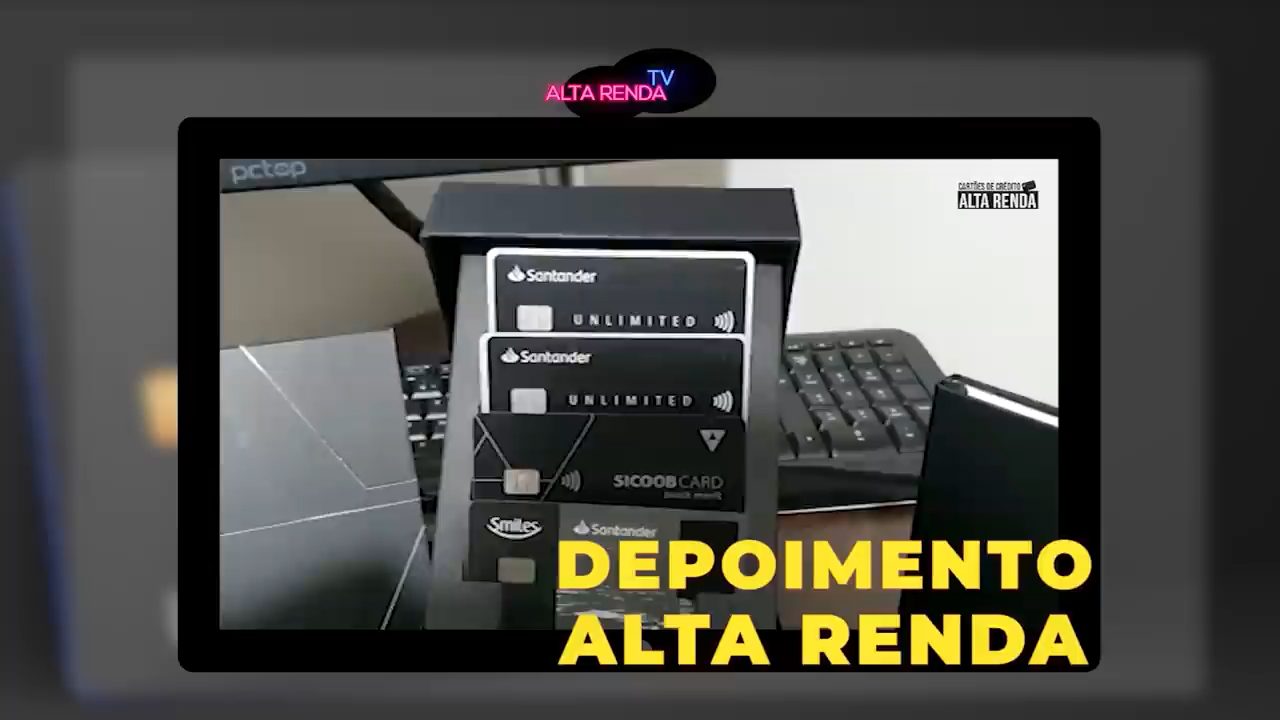 TV
ALTA RENDA
pctop
CARTÕES DE CRÉDITO
ALTA RENDA
Santander
UNLIMITED
Santander
UNLIMITED
SICOOBCARD
Smiles
Santander
DEPOIMENTO
ALTA RENDA